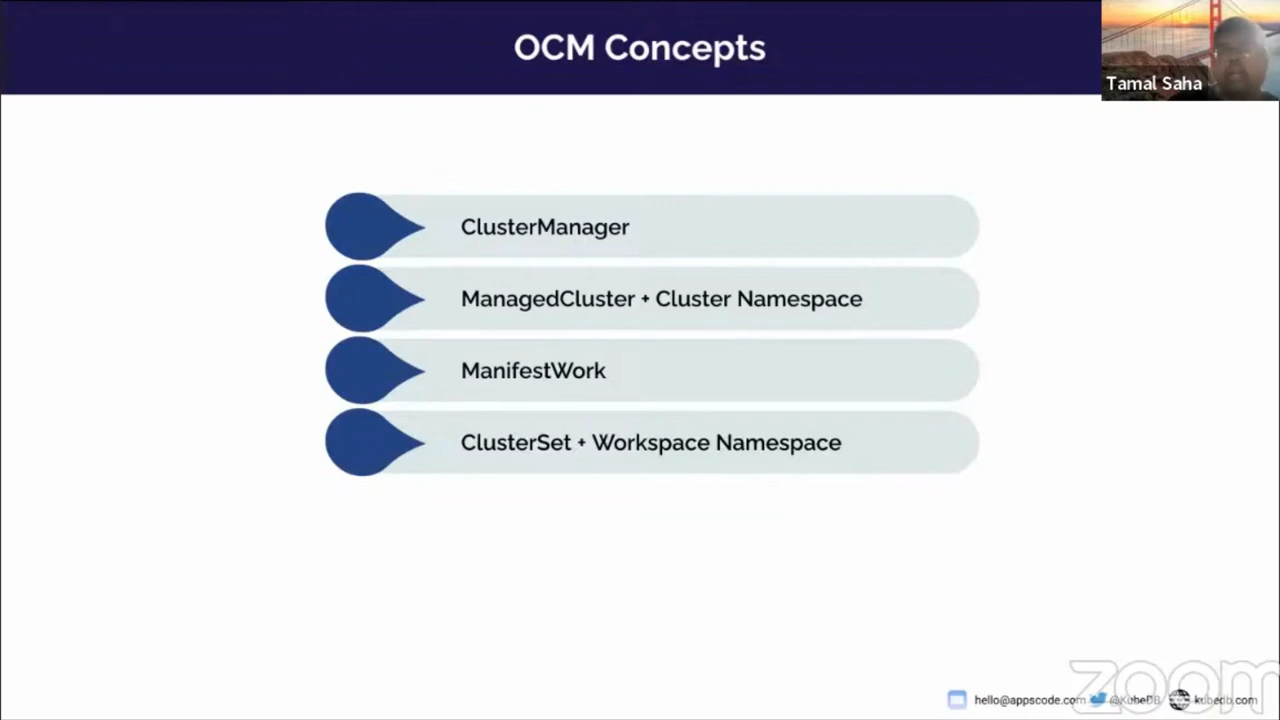 OCM Concepts
Tamal Saha
ClusterManager
ManagedCluster + Cluster Namespace
ManifestWork
ClusterSet + Workspace Namespace
zoom
hello@appscode.com @KubeDB kubedb.com